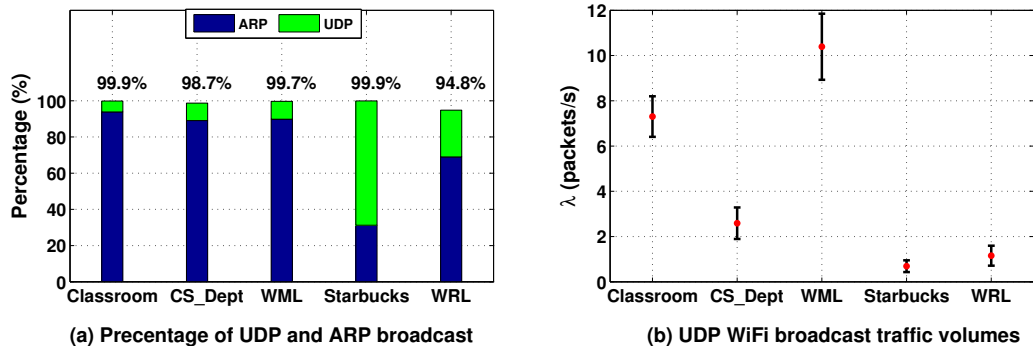 ARP UDP
99.9% 98.7% 99.7% 99.9% 94.8%
Percentage (%)
100
80
60
40
20
0
Classroom CS_Dept WML Starbucks WRL
(a) Precentage of UDP and ARP broadcast
λ (packets/s)
12
10
8
6
4
2
0
Classroom CS_Dept WML Starbucks WRL
(b) UDP WiFi broadcast traffic volumes